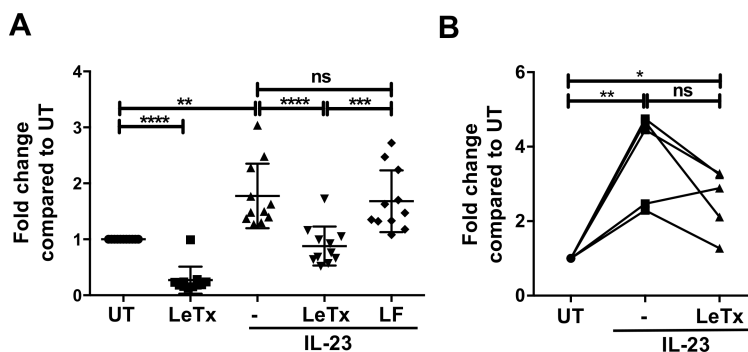 A
B
Fold change
compared to UT
4
3
2
1
0
ns
** **** ***
****
UT LeTx - LeTx LF
IL-23
Fold change
compared to UT
6
4
2
0
*
** ns
UT - LeTx
IL-23